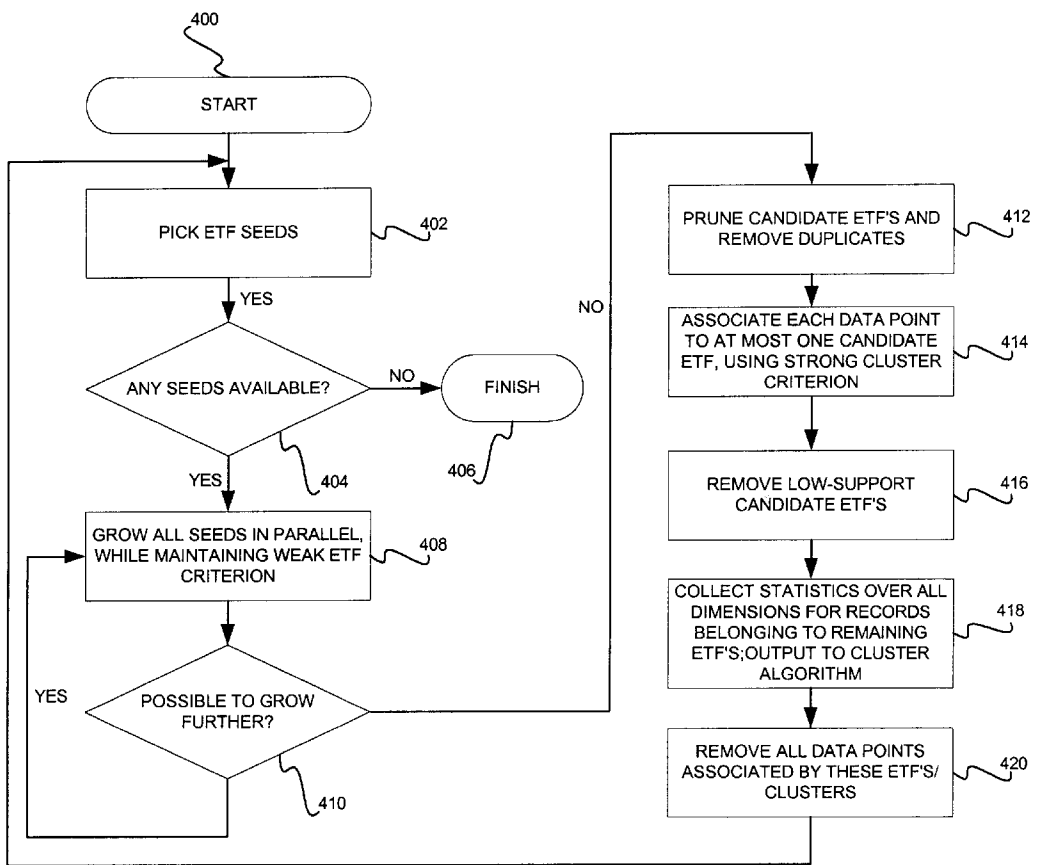 400
START
PICK ETF SEEDS
402
YES
ANY SEEDS AVAILABLE?
NO
FINISH
404
406
YES
GROW ALL SEEDS IN PARALLEL,
WHILE MAINTAINING WEAK ETF
CRITERION
408
YES
POSSIBLE TO GROW
FURTHER?
410
NO
PRUNE CANDIDATE ETF'S AND
REMOVE DUPLICATES
412
ASSOCIATE EACH DATA POINT
TO AT MOST ONE CANDIDATE
ETF, USING STRONG CLUSTER
CRITERION
414
REMOVE LOW-SUPPORT
CANDIDATE ETF'S
416
COLLECT STATISTICS OVER ALL
DIMENSIONS FOR RECORDS
BELONGING TO REMAINING
ETF'S;OUTPUT TO CLUSTER
ALGORITHM
418
REMOVE ALL DATA POINTS
ASSOCIATED BY THESE ETF'S/
CLUSTERS
420